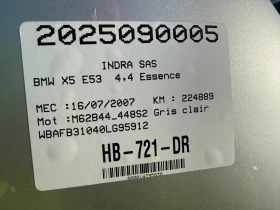 2025090005
INDRA SAS
BMW X5 E53 4,4 Essence
MEC :16/07/2007 KM : 224889
Mot :M62B44_448S2 Gris clair
WBAFB31040LG95912
HB-721-DR